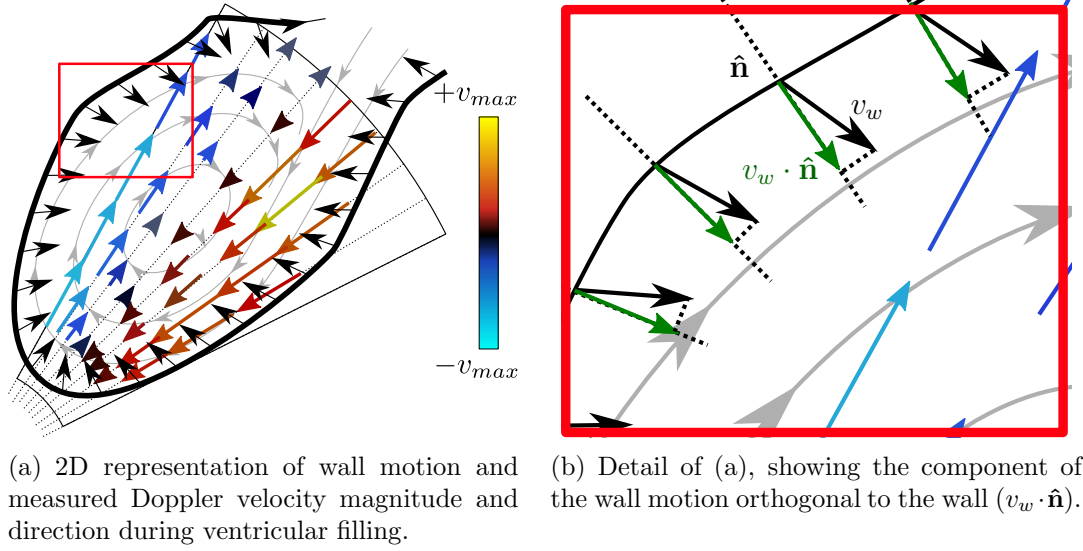 +v_max
−v_max
n̂
v_w
v_w · n̂
(a) 2D representation of wall motion and
measured Doppler velocity magnitude and
direction during ventricular filling.
(b) Detail of (a), showing the component of
the wall motion orthogonal to the wall (v_w · n̂).